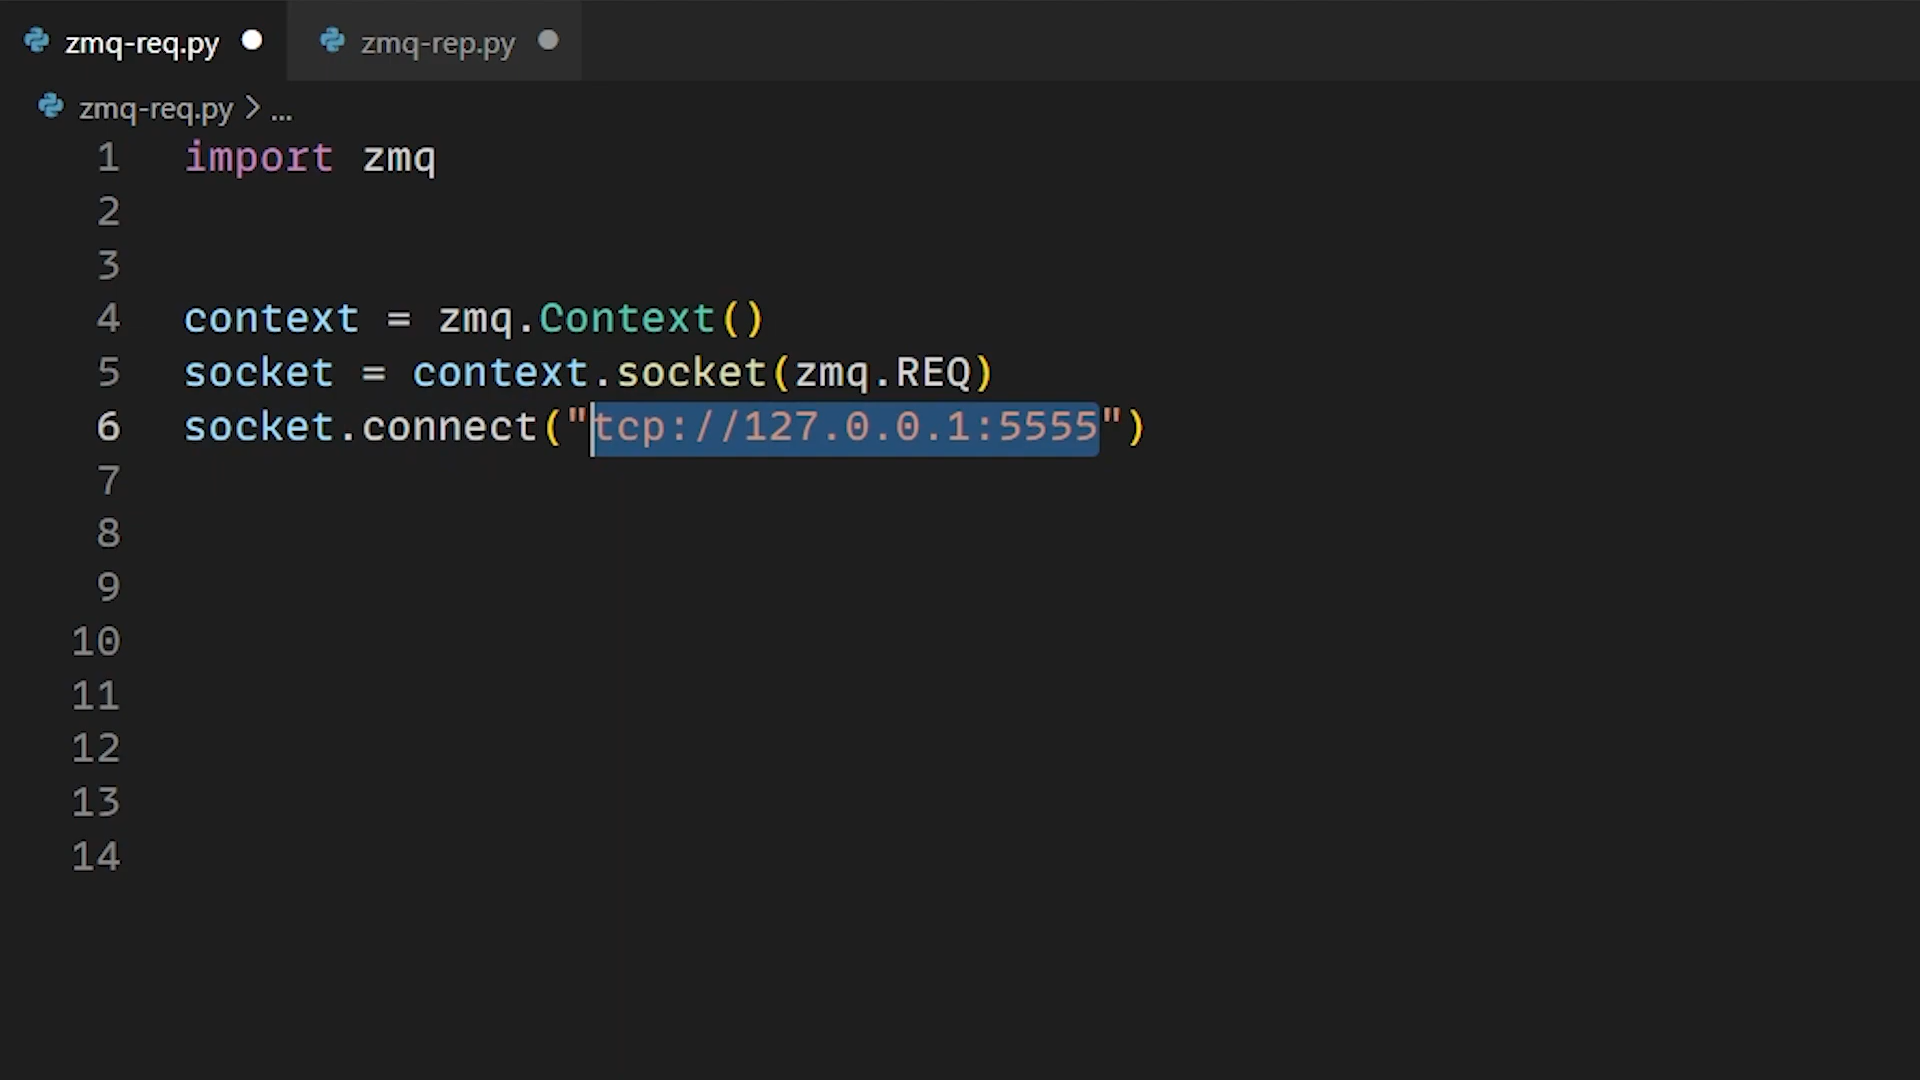 zmq-req.py
zmq-rep.py
zmq-req.py > ...
1 import zmq
2
3
4 context = zmq.Context()
5 socket = context.socket(zmq.REQ)
6 socket.connect("tcp://127.0.0.1:5555")
7
8
9
10
11
12
13
14